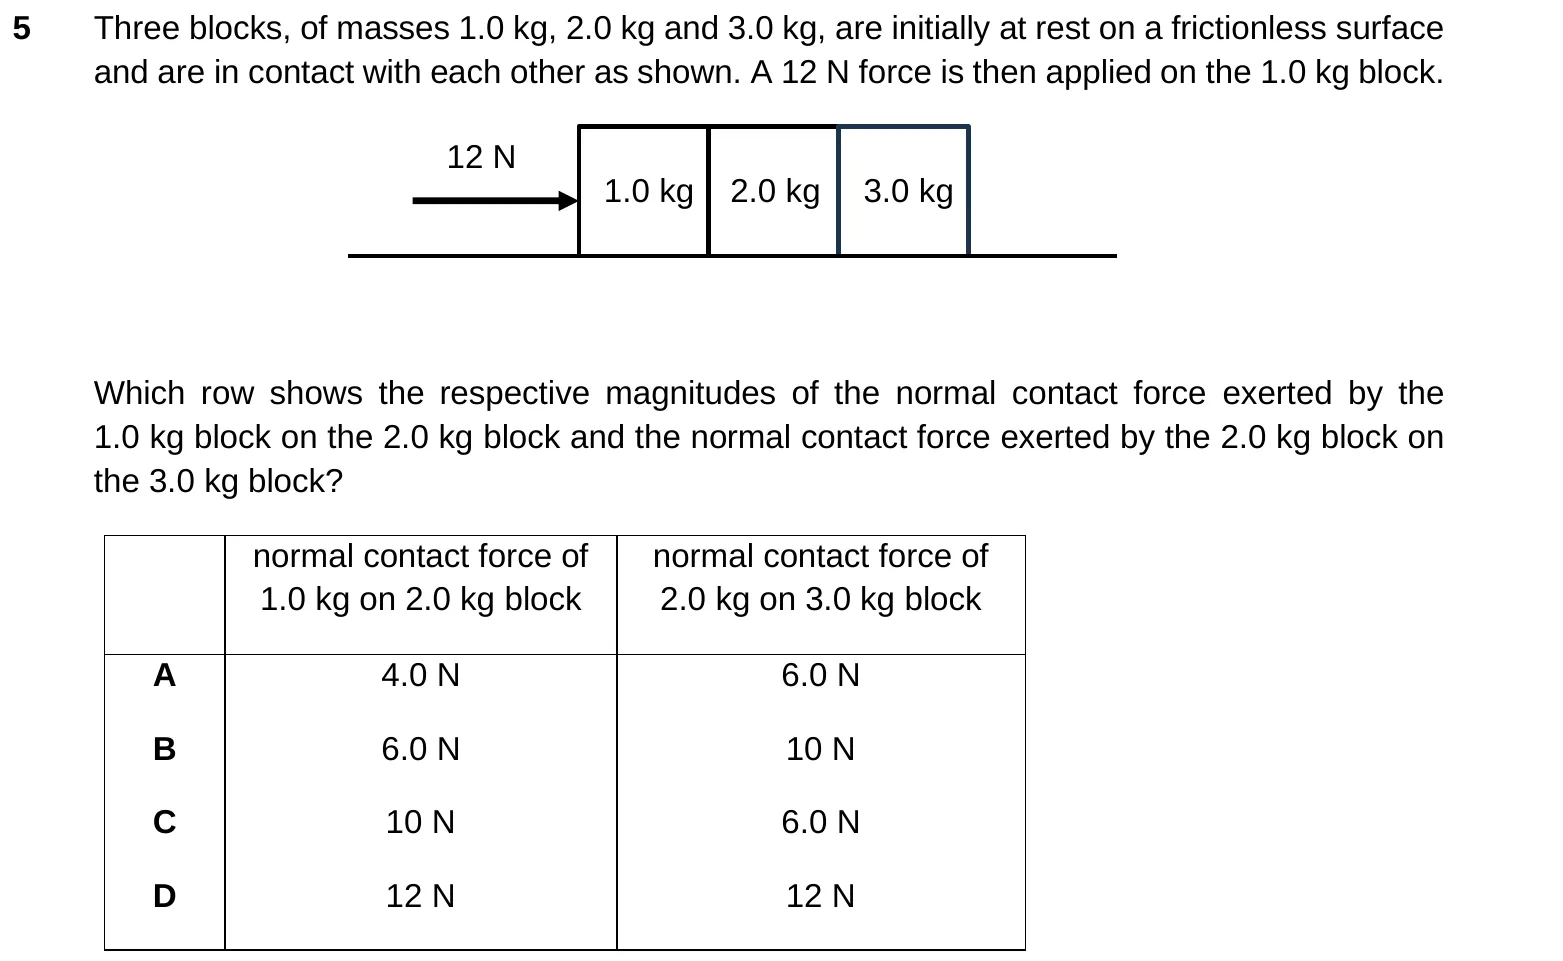 5 Three blocks, of masses 1.0 kg, 2.0 kg and 3.0 kg, are initially at rest on a frictionless surface
and are in contact with each other as shown. A 12 N force is then applied on the 1.0 kg block.
12 N
1.0 kg 2.0 kg 3.0 kg
Which row shows the respective magnitudes of the normal contact force exerted by the
1.0 kg block on the 2.0 kg block and the normal contact force exerted by the 2.0 kg block on
the 3.0 kg block?
normal contact force of normal contact force of
1.0 kg on 2.0 kg block 2.0 kg on 3.0 kg block
A 4.0 N 6.0 N
B 6.0 N 10 N
C 10 N 6.0 N
D 12 N 12 N